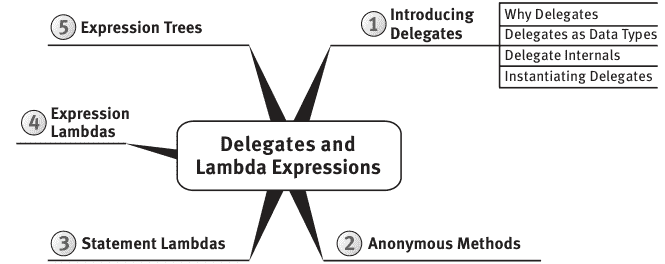 5 Expression Trees
1 Introducing
Delegates
Why Delegates
Delegates as Data Types
Delegate Internals
Instantiating Delegates
4 Expression
Lambdas
Delegates and
Lambda Expressions
3 Statement Lambdas
2 Anonymous Methods